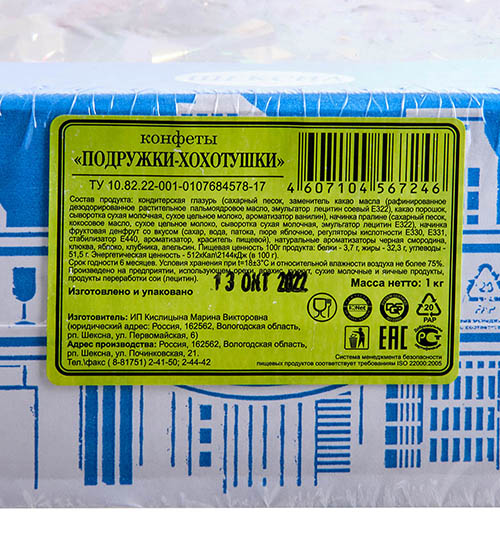 конфеты
«ПОДРУЖКИ-ХОХОТУШКИ»
ТУ 10.82.22-001-0107684578-17
4 607104 567246
Состав продукта: кондитерская глазурь (сахарный песок, заменитель какао масла (рафинированное
дезодорированное растительное пальмоядровое масло, эмульгатор лецитин соевый Е322), какао порошок,
сыворотка сухая молочная, сухое цельное молоко, ароматизатор ванилин), начинка пралине (сахарный песок,
кокосовое масло, сухое цельное молоко, сыворотка сухая молочная, эмульгатор лецитин Е322), начинка
фруктовая денфрут со вкусом (сахар, вода, патока, пюре яблочное, регуляторы кислотности Е330, Е331,
стабилизатор Е440, ароматизатор, краситель пищевой), натуральные ароматизаторы черная смородина,
клюква, яблоко, клубника, апельсин. Пищевая ценность 100г продукта: белки - 3,7 г, жиры - 32,3 г, углеводы -
51,5 г. Энергетическая ценность - 512кКал\2144кДж (в 100 г).
Срок годности 6 месяцев. Условия хранения при t=18±3°С и относительности влажности воздуха не более 75%.
Произведено на предприятии, использующем орехи, арахис, сухие молочные и яичные продукты,
продукты переработки сои (лецитин).
Изготовлено и упаковано
13 ОКТ 2022
Масса нетто: 1 кг
Изготовитель: ИП Кислицына Марина Викторовна
(юридический адрес: Россия, 162562, Вологодская область,
рп. Шексна, ул. Первомайская, 6)
Адрес производства: Россия, 162562, Вологодская область,
рп. Шексна, ул. Починковская, 21.
Тел.\факс ( 8-81751) 2-41-50; 2-44-42
20
PAP
EAC
Система менеджмента безопасности
пищевых продуктов соответствует требованиям ISO 22000:2005